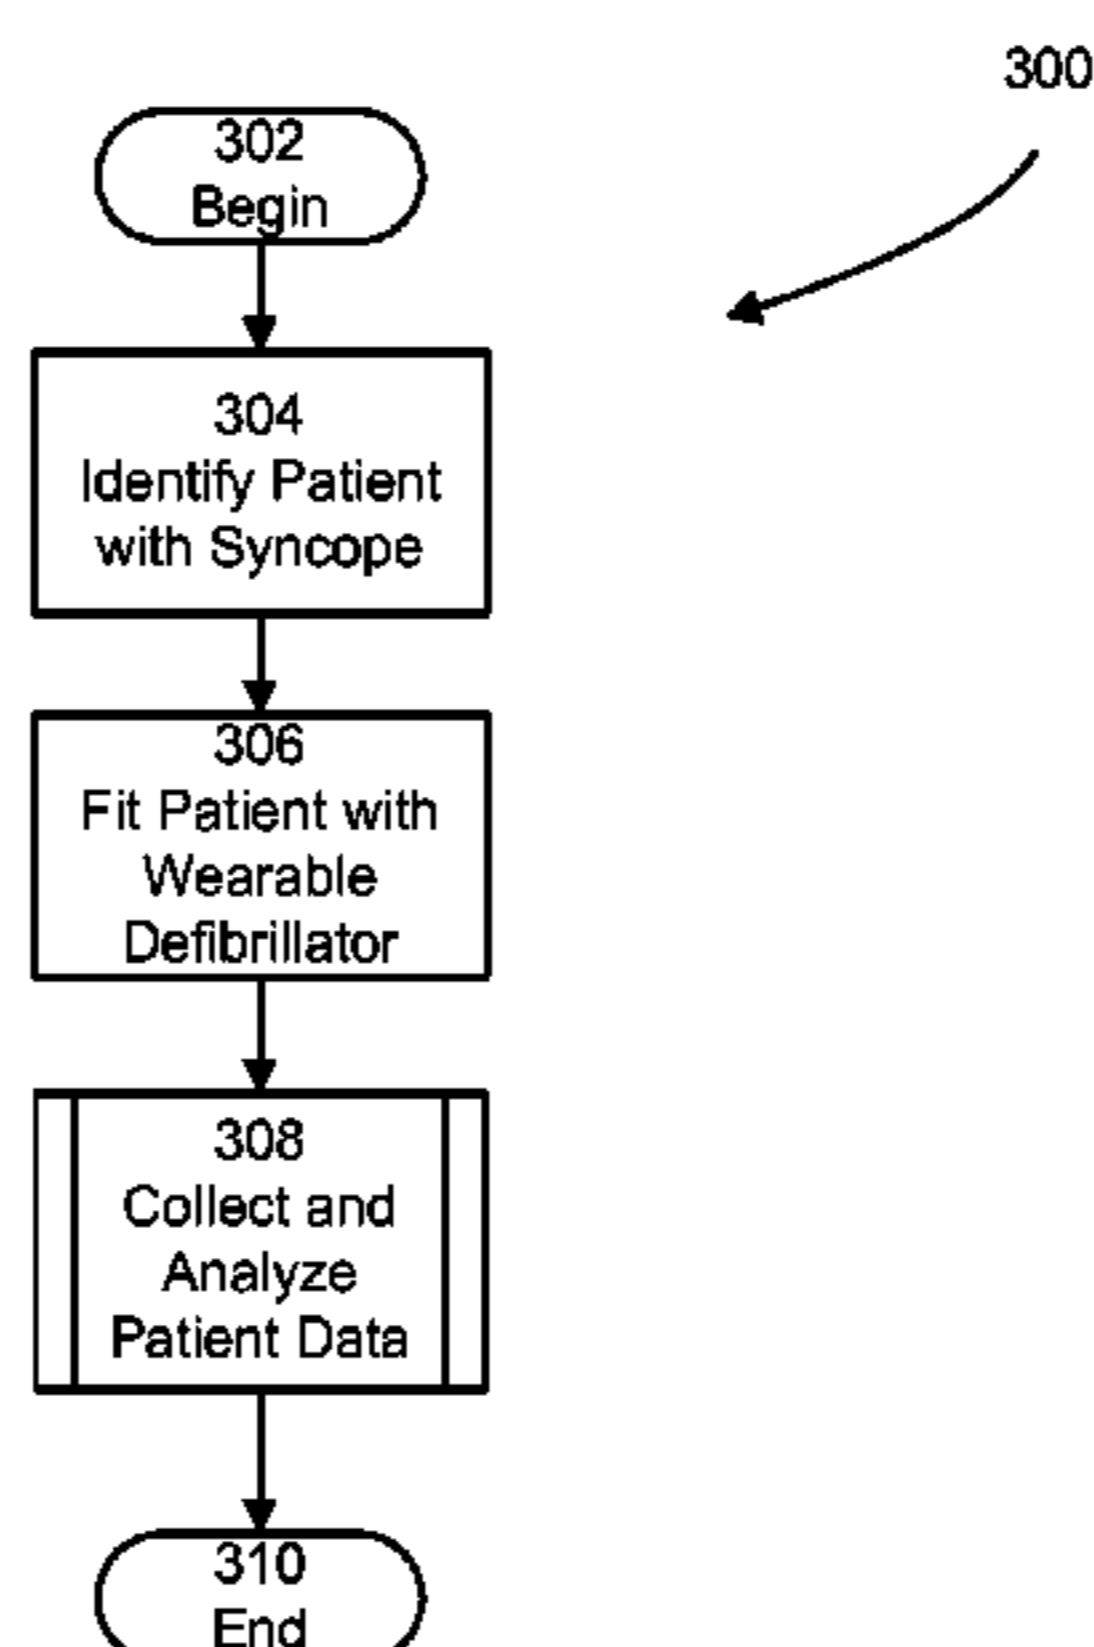 300
302
Begin
304
Identify Patient
with Syncope
306
Fit Patient with
Wearable
Defibrillator
308
Collect and
Analyze
Patient Data
310
End